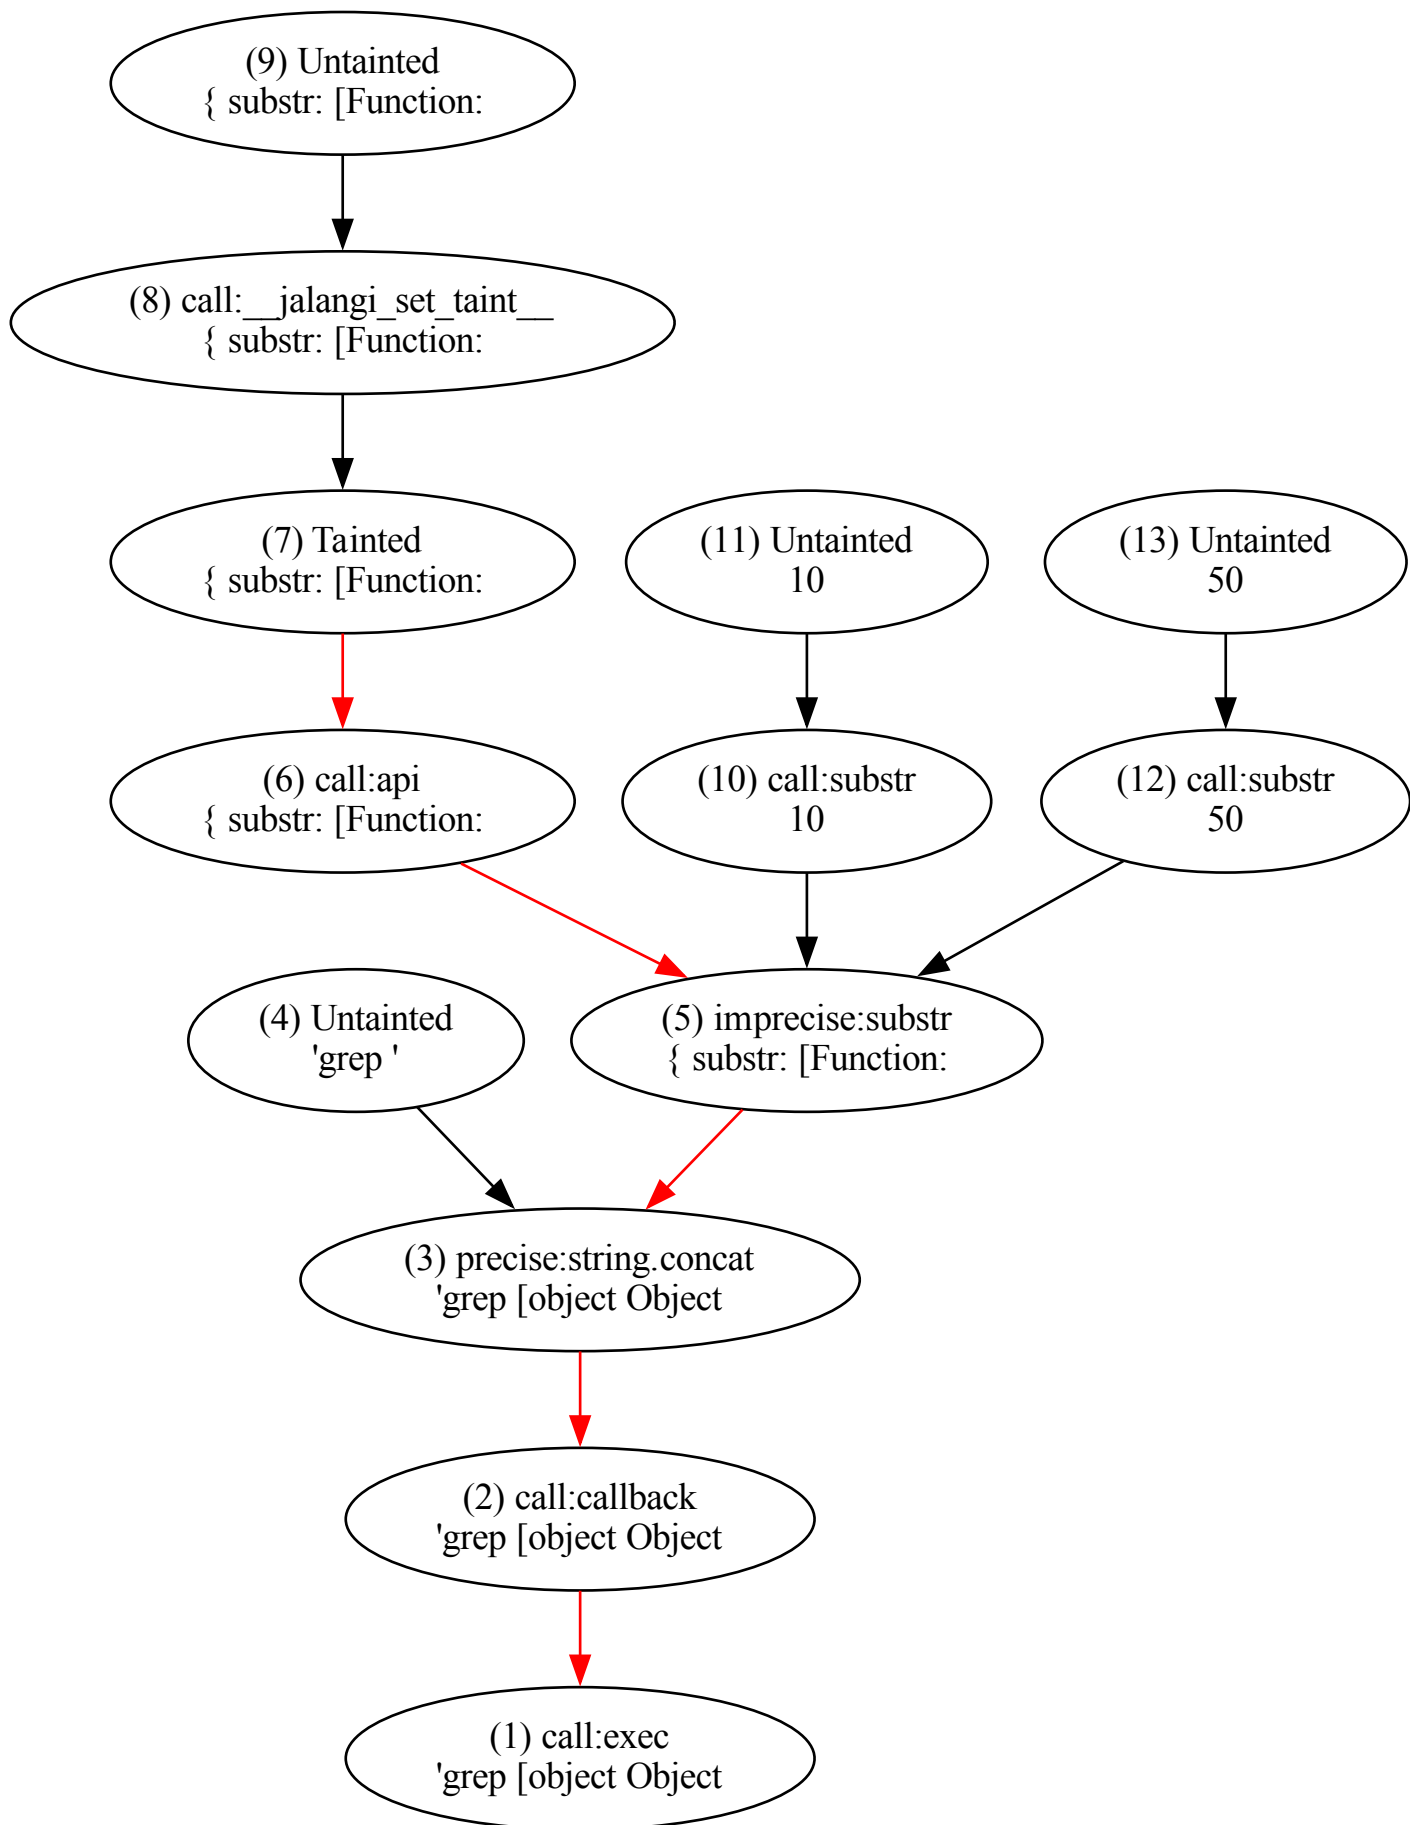 (9) Untainted
{ substr: [Function:
(8) call:__jalangi_set_taint__
{ substr: [Function:
(7) Tainted
{ substr: [Function:
(11) Untainted
10
(13) Untainted
50
(6) call:api
{ substr: [Function:
(10) call:substr
10
(12) call:substr
50
(4) Untainted
'grep '
(5) imprecise:substr
{ substr: [Function:
(3) precise:string.concat
'grep [object Object
(2) call:callback
'grep [object Object
(1) call:exec
'grep [object Object